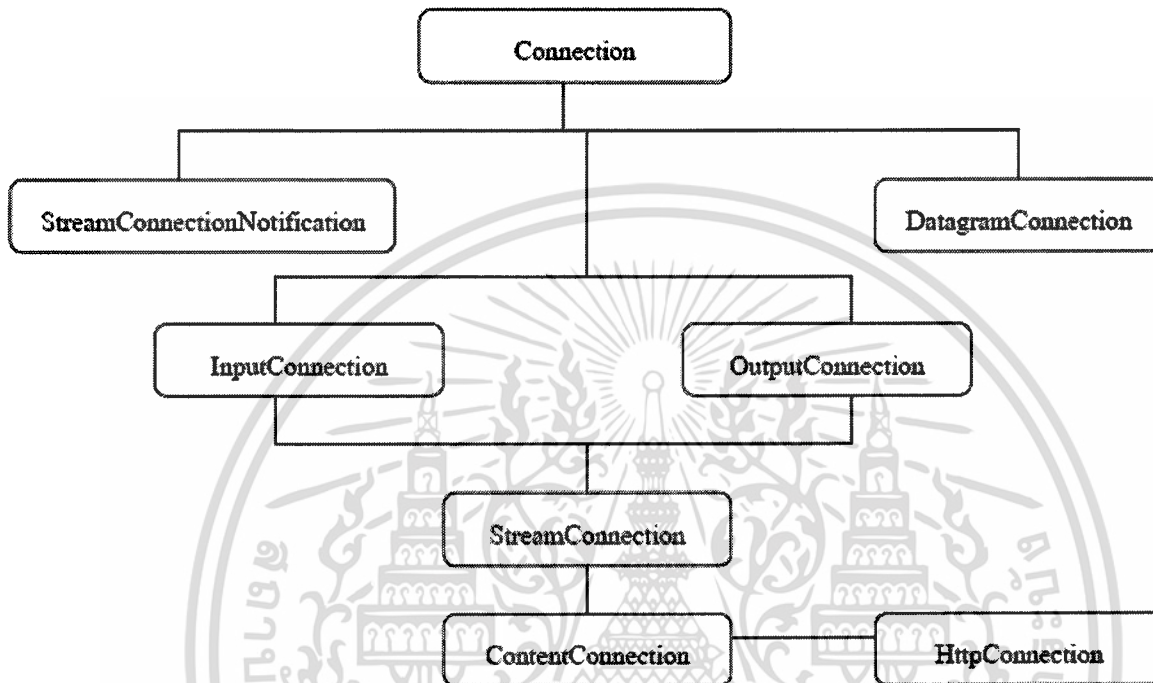 Connection
StreamConnectionNotification
DatagramConnection
InputConnection
OutputConnection
StreamConnection
ContentConnection
HttpConnection